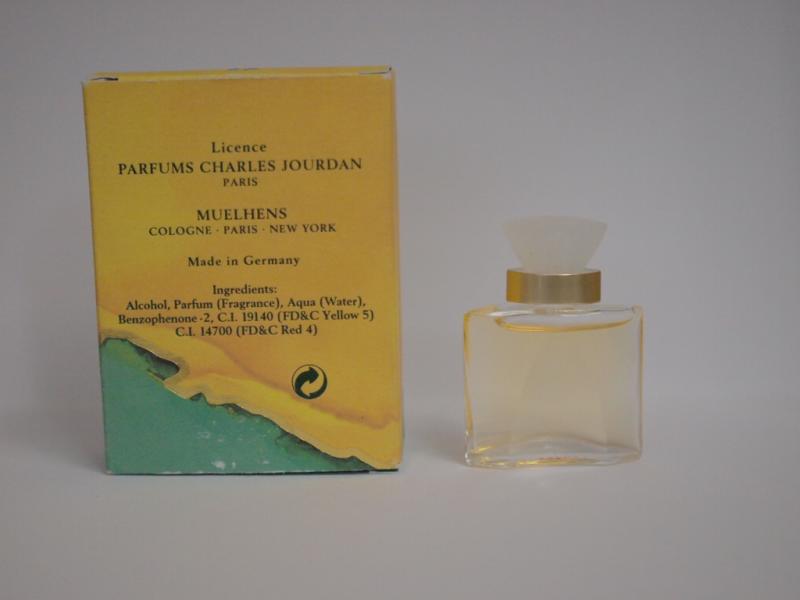 Licence
PARFUMS CHARLES JOURDAN
PARIS
MUELHENS
COLOGNE · PARIS · NEW YORK
Made in Germany
Ingredients:
Alcohol, Parfum (Fragrance), Aqua (Water),
Benzophenone-2, C.I. 19140 (FD&C Yellow 5)
C.I. 14700 (FD&C Red 4)